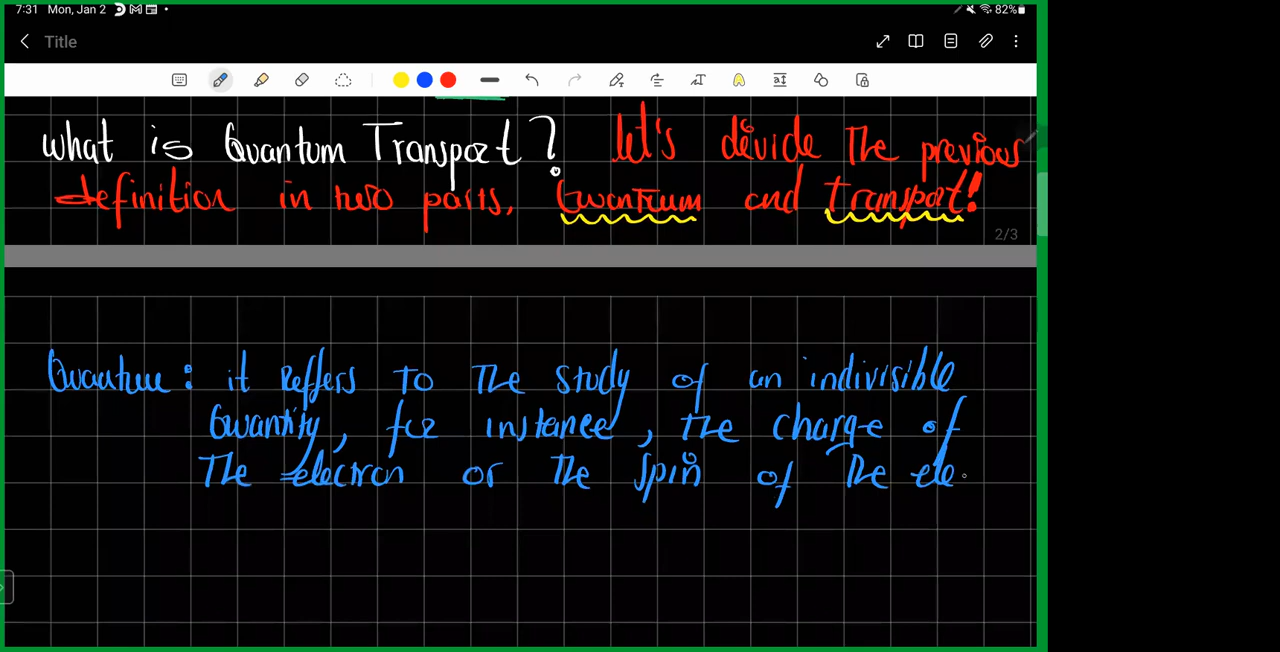 7:31 Mon, Jan 2 82%
Title
What is Quantum Transport? let's divide the previous
definition in two parts, Quantum and transport!
2/3
Quantum: it Reffers to the study of an indivisible
Quantity, for instance, the charge of
The electron or the spin of the ele